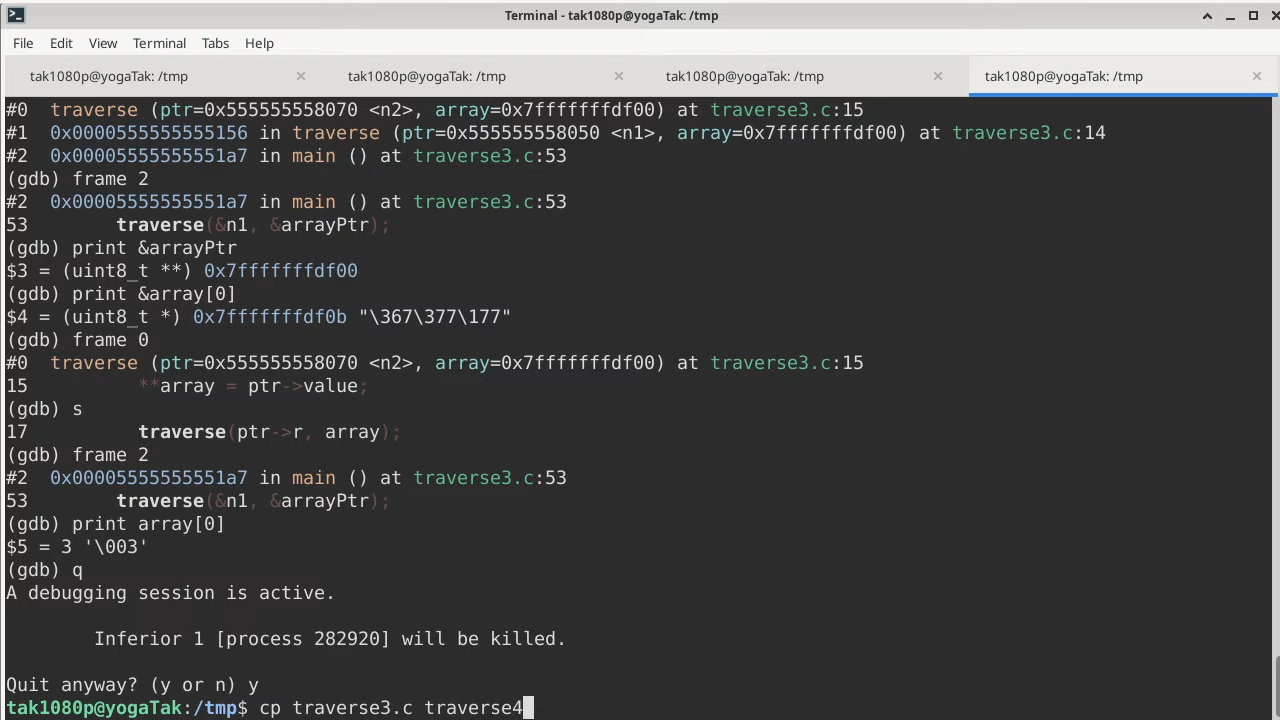 Terminal - tak1080p@yogaTak: /tmp
File Edit View Terminal Tabs Help
tak1080p@yogaTak: /tmp tak1080p@yogaTak: /tmp tak1080p@yogaTak: /tmp tak1080p@yogaTak: /tmp
#0  traverse (ptr=0x555555558070 <n2>, array=0x7fffffffdf00) at traverse3.c:15
#1  0x0000555555555156 in traverse (ptr=0x555555558050 <n1>, array=0x7fffffffdf00) at traverse3.c:14
#2  0x00005555555551a7 in main () at traverse3.c:53
(gdb) frame 2
#2  0x00005555555551a7 in main () at traverse3.c:53
53        traverse(&n1, &arrayPtr);
(gdb) print &arrayPtr
$3 = (uint8_t **) 0x7fffffffdf00
(gdb) print &array[0]
$4 = (uint8_t *) 0x7fffffffdf0b "\367\377\177"
(gdb) frame 0
#0  traverse (ptr=0x555555558070 <n2>, array=0x7fffffffdf00) at traverse3.c:15
15          **array = ptr->value;
(gdb) s
17          traverse(ptr->r, array);
(gdb) frame 2
#2  0x00005555555551a7 in main () at traverse3.c:53
53        traverse(&n1, &arrayPtr);
(gdb) print array[0]
$5 = 3 '\003'
(gdb) q
A debugging session is active.
Inferior 1 [process 282920] will be killed.
Quit anyway? (y or n) y
tak1080p@yogaTak:/tmp$ cp traverse3.c traverse4